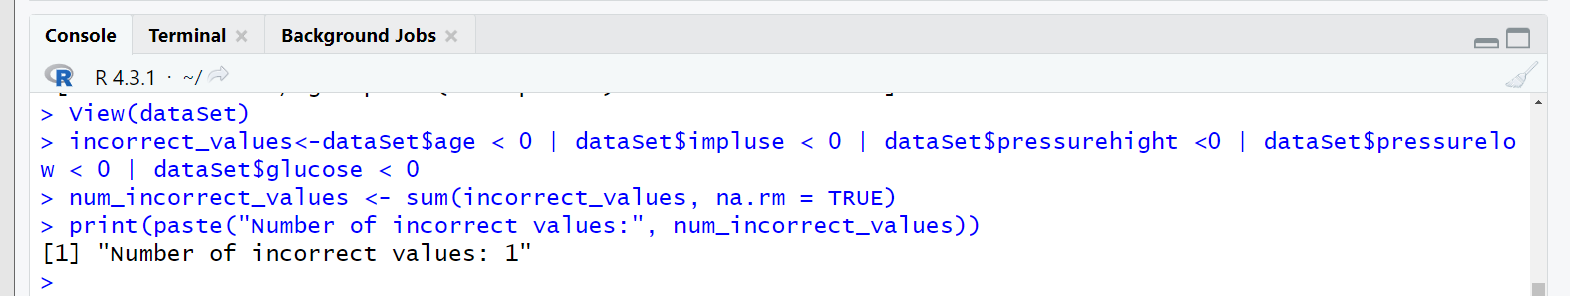 Console Terminal Background Jobs
R 4.3.1 · ~/
> View(dataSet)
> incorrect_values<-dataSet$age < 0 | dataSet$impluse < 0 | dataSet$pressurehight <0 | dataSet$pressurelo
w < 0 | dataSet$glucose < 0
> num_incorrect_values <- sum(incorrect_values, na.rm = TRUE)
> print(paste("Number of incorrect values:", num_incorrect_values))
[1] "Number of incorrect values: 1"
>